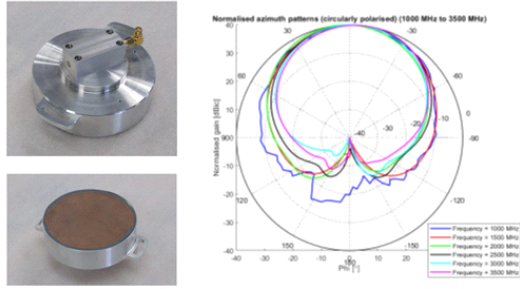 Normalised azimuth patterns (circularly polarised) (1000 MHz to 3500 MHz)
40
30
20
10
-10
-20
-30
-40
Normalised gain [dBic]
30
60
120
150
180
-30
-60
-90
-120
-150
0
-40
-30
-20
-10
-40 -30 -20 -10 0 10 20
Phi [°]
Frequency = 1000 MHz
Frequency = 1500 MHz
Frequency = 2000 MHz
Frequency = 2500 MHz
Frequency = 3000 MHz
Frequency = 3500 MHz